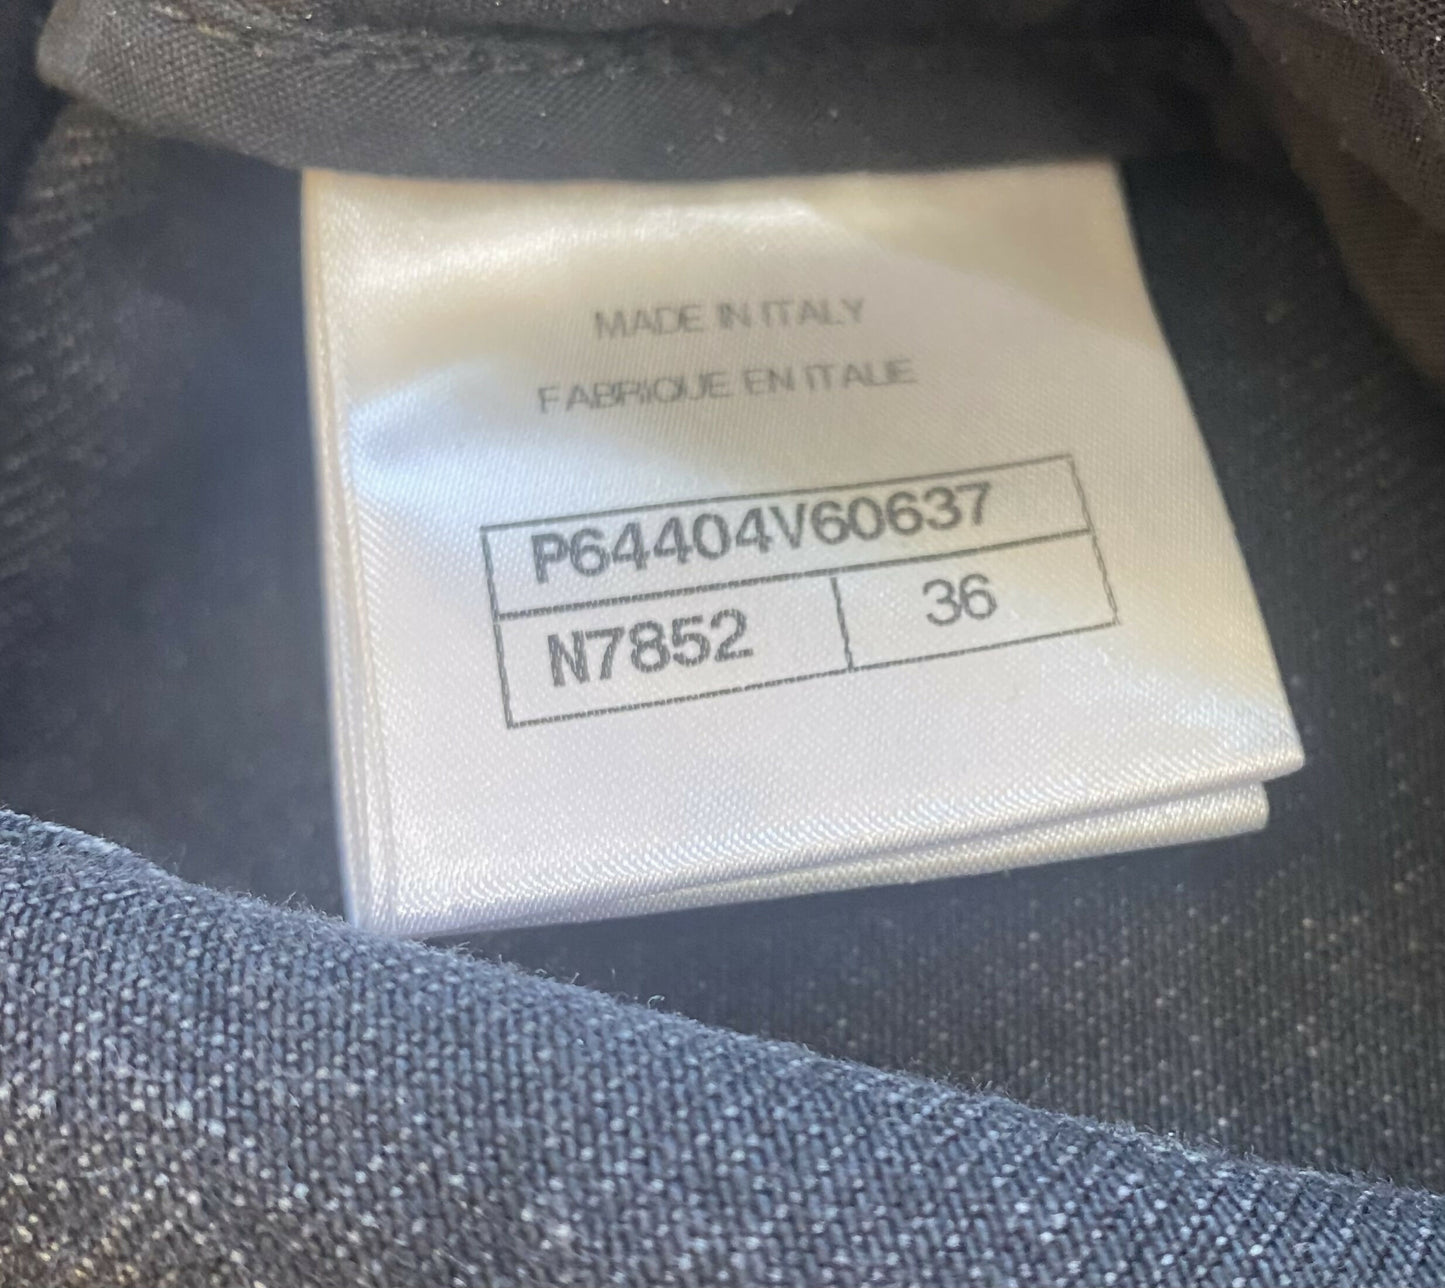 MADE IN ITALY
FABRIQUE EN ITALIE
P64404V60637
N7852 36